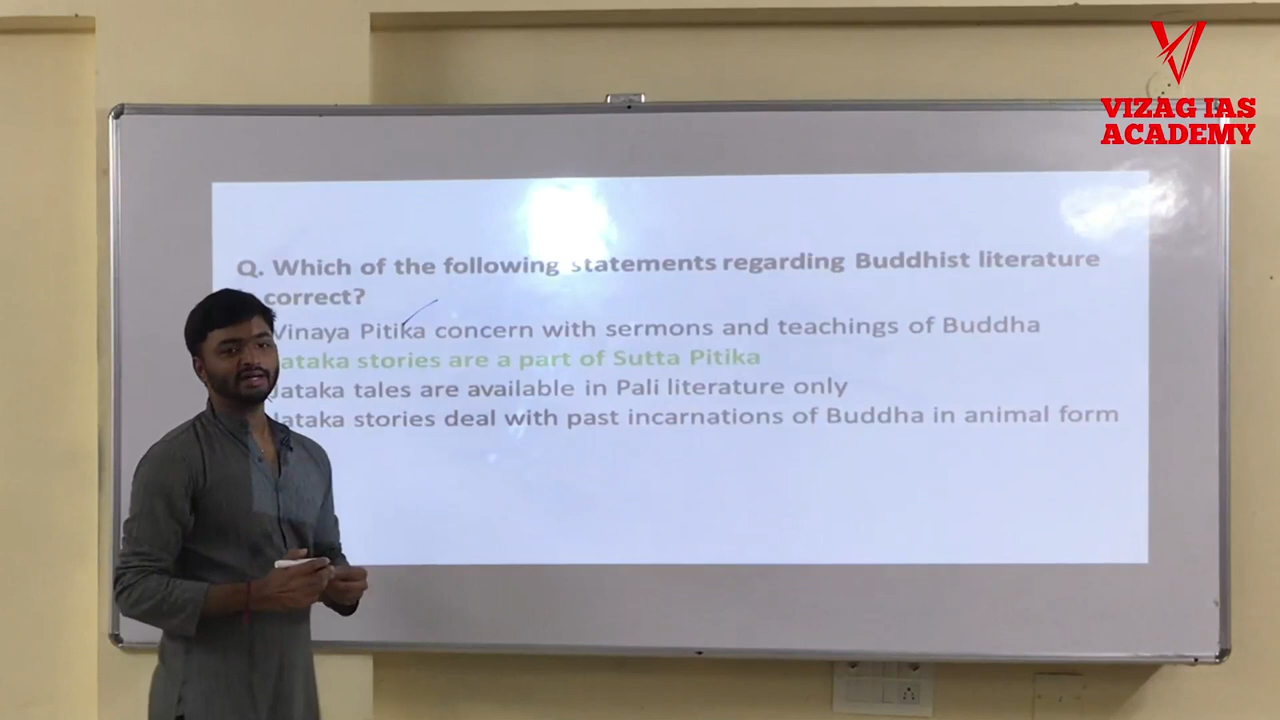 VIZAG IAS
ACADEMY
Q. Which of the following statements regarding Buddhist literature
correct?
Vinaya Pitika concern with sermons and teachings of Buddha
Jataka stories are a part of Sutta Pitika
Jataka tales are available in Pali literature only
Jataka stories deal with past incarnations of Buddha in animal form